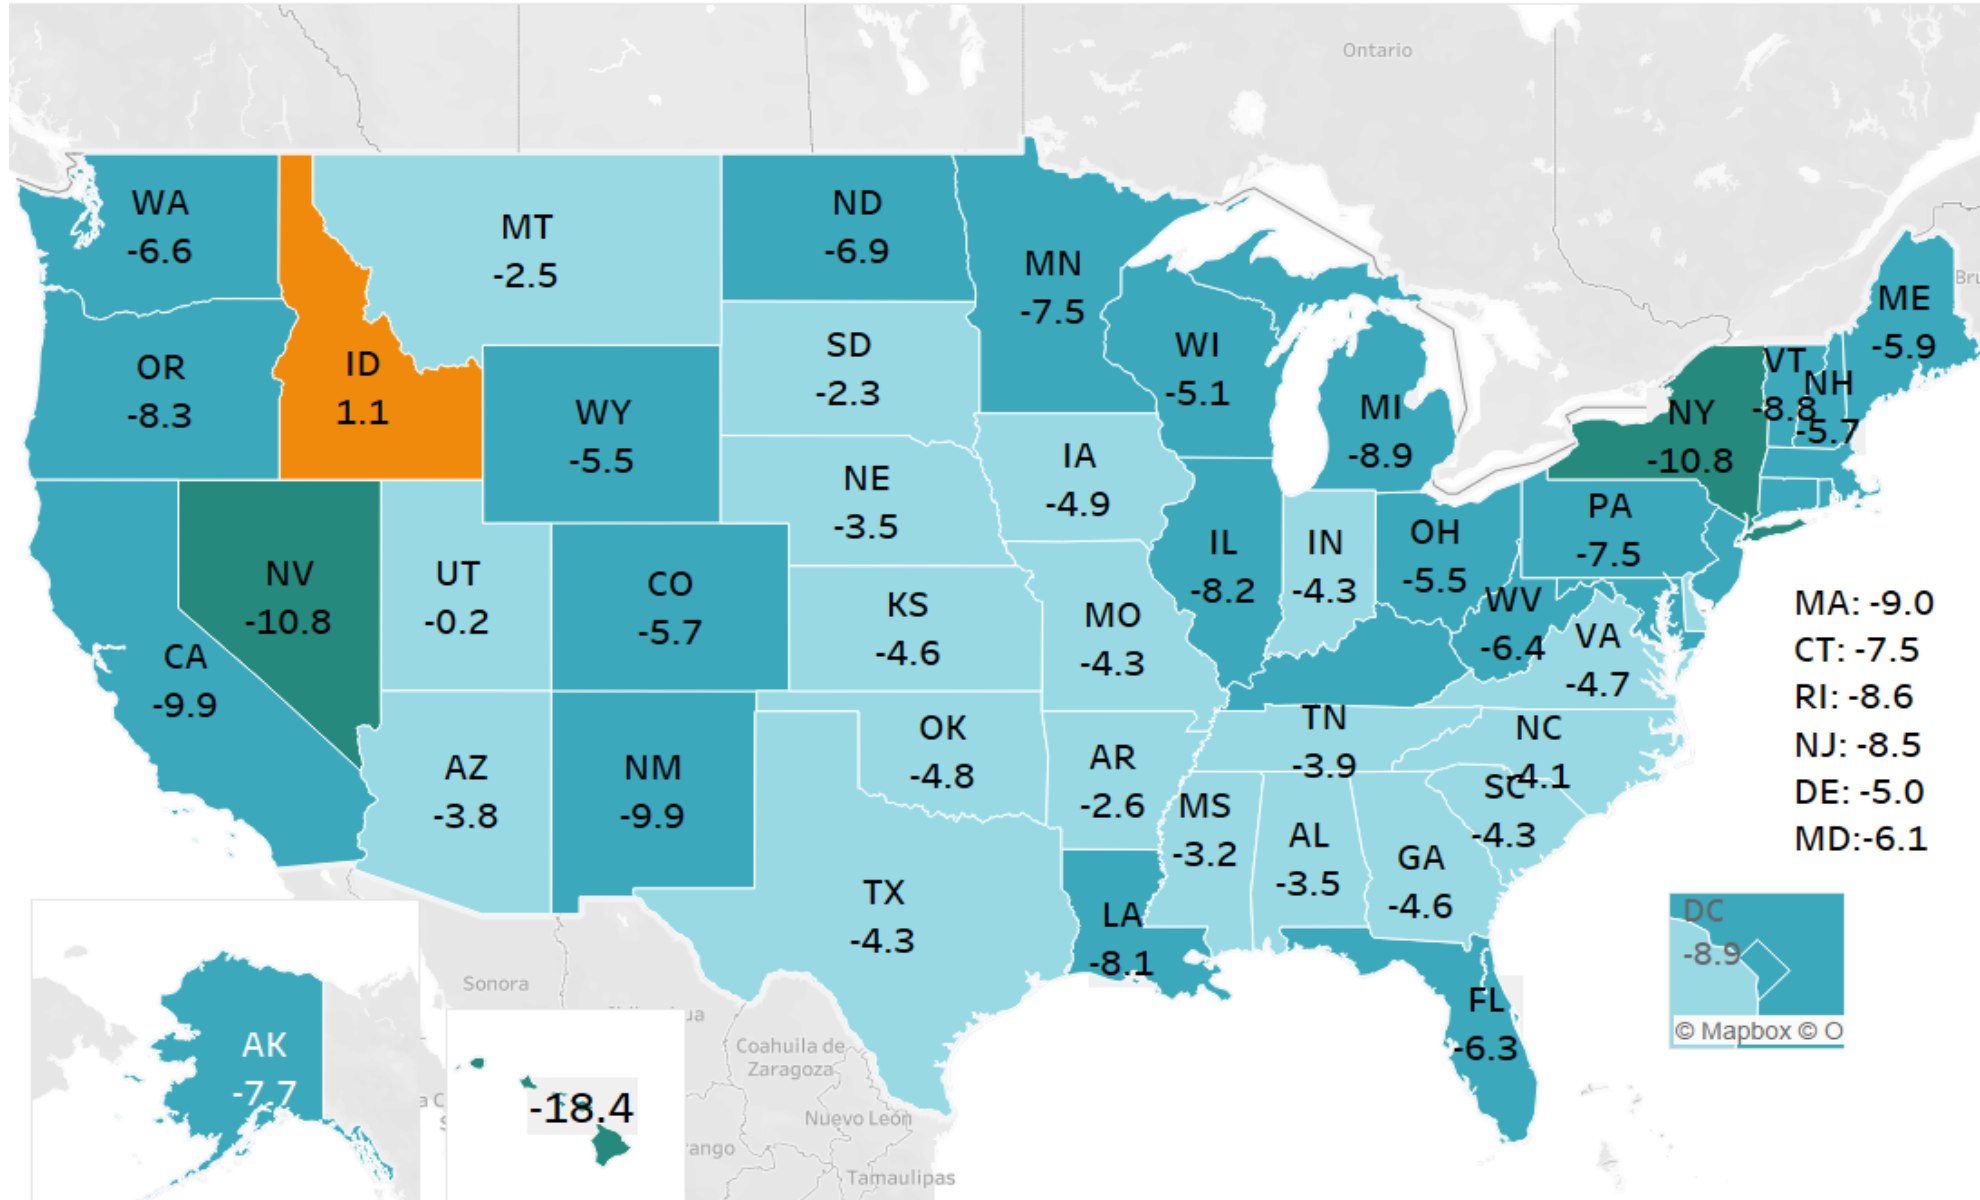 Ontario
WA
-6.6
MT
-2.5
ND
-6.9
MN
-7.5
ME
-5.9
OR
-8.3
ID
1.1
WY
-5.5
SD
-2.3
WI
-5.1
MI
-8.9
VT
-8.8
NH
-5.7
NY
-10.8
NE
-3.5
IA
-4.9
PA
-7.5
NV
-10.8
UT
-0.2
CO
-5.7
KS
-4.6
MO
-4.3
IL
-8.2
IN
-4.3
OH
-5.5
WV
-6.4
VA
-4.7
CA
-9.9
AZ
-3.8
NM
-9.9
OK
-4.8
AR
-2.6
TN
-3.9
NC
-4.1
SC
-4.3
MS
-3.2
AL
-3.5
GA
-4.6
TX
-4.3
LA
-8.1
FL
-6.3
MA: -9.0
CT: -7.5
RI: -8.6
NJ: -8.5
DE: -5.0
MD:-6.1
DC
-8.9
© Mapbox © O
AK
-7.7
-18.4
Sonora
Coahuila de
Zaragoza
Nuevo León
Tamaulipas